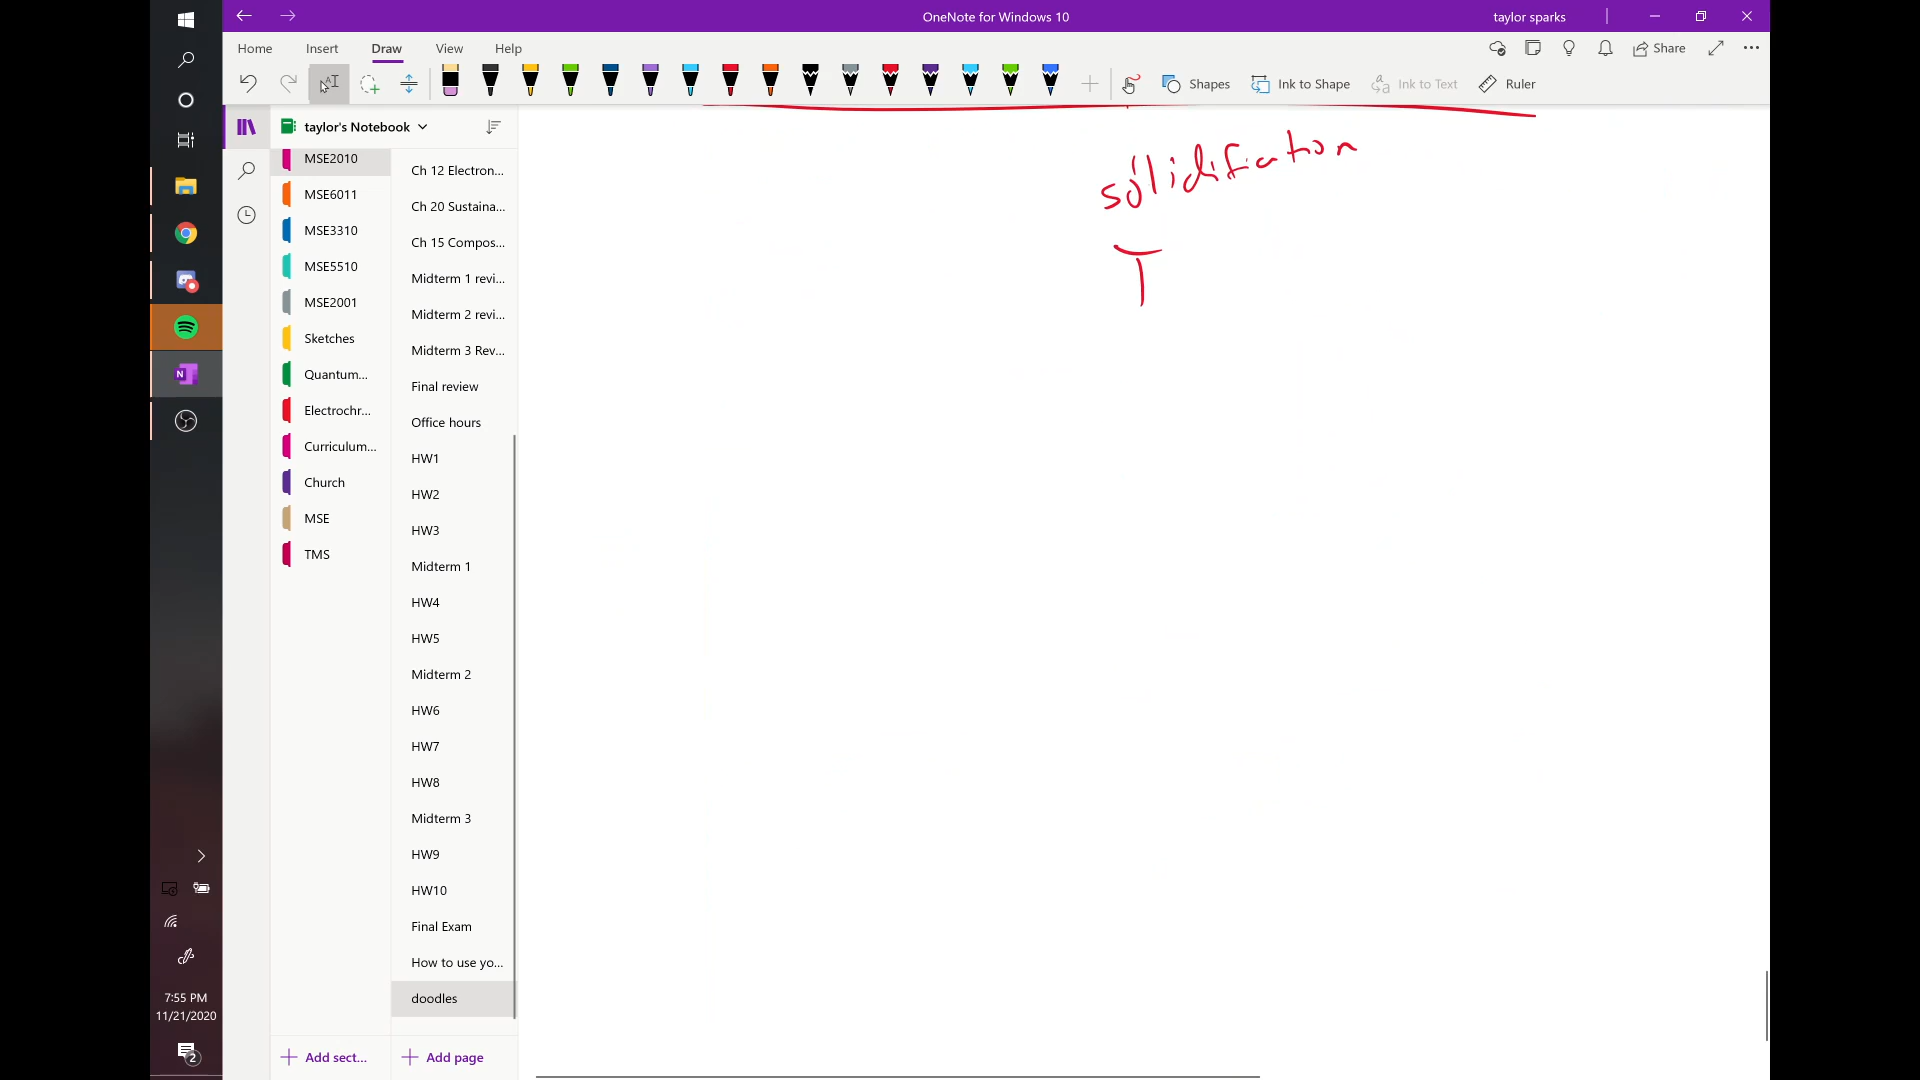 OneNote for Windows 10
taylor sparks
Home Insert Draw View Help
Share
Shapes
Ink to Shape
Ink to Text
Ruler
taylor's Notebook
MSE2010
MSE6011
MSE3310
MSE5510
MSE2001
Sketches
Quantum...
Electrochr...
Curriculum...
Church
MSE
TMS
Ch 12 Electron...
Ch 20 Sustaina...
Ch 15 Compos...
Midterm 1 revi...
Midterm 2 revi...
Midterm 3 Rev...
Final review
Office hours
HW1
HW2
HW3
Midterm 1
HW4
HW5
Midterm 2
HW6
HW7
HW8
Midterm 3
HW9
HW10
Final Exam
How to use yo...
doodles
Add sect...
Add page
solidifiation
T
N
7:55 PM
11/21/2020
2